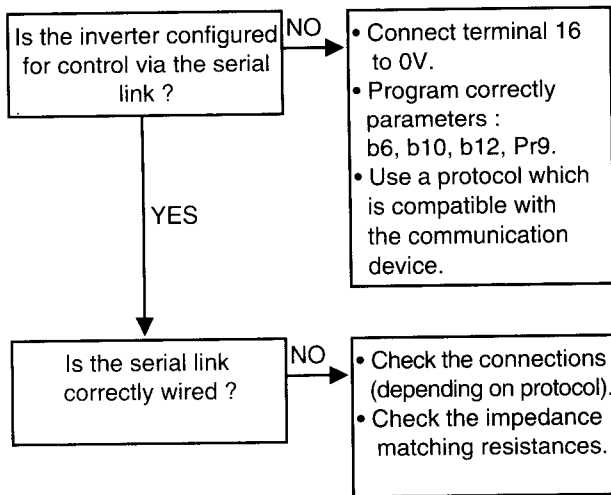 Is the inverter configured
for control via the serial
link ?
NO
• Connect terminal 16
to 0V.
• Program correctly
parameters :
b6, b10, b12, Pr9.
• Use a protocol which
is compatible with
the communication
device.
YES
Is the serial link
correctly wired ?
NO
• Check the connections
(depending on protocol).
• Check the impedance
matching resistances.